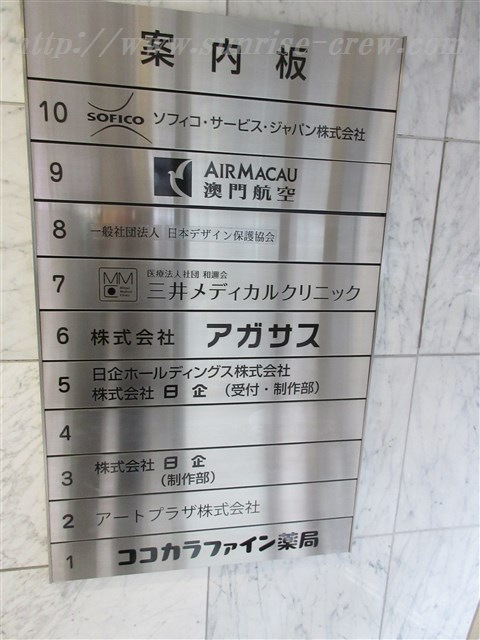 http://www.sunrise-crew.com/
案内板
10 SOFICO ソフィコ・サービス・ジャパン株式会社
9 AIRMACAU
澳門航空
8 一般社団法人 日本デザイン保護協会
7 MM 医療法人社団 和邇会
三井メディカルクリニック
6 株式会社 アガサス
5 日企ホールディングス株式会社
株式会社 日企 (受付・制作部)
4
3 株式会社 日企
(制作部)
2 アートプラザ株式会社
1 ココカラファイン薬局